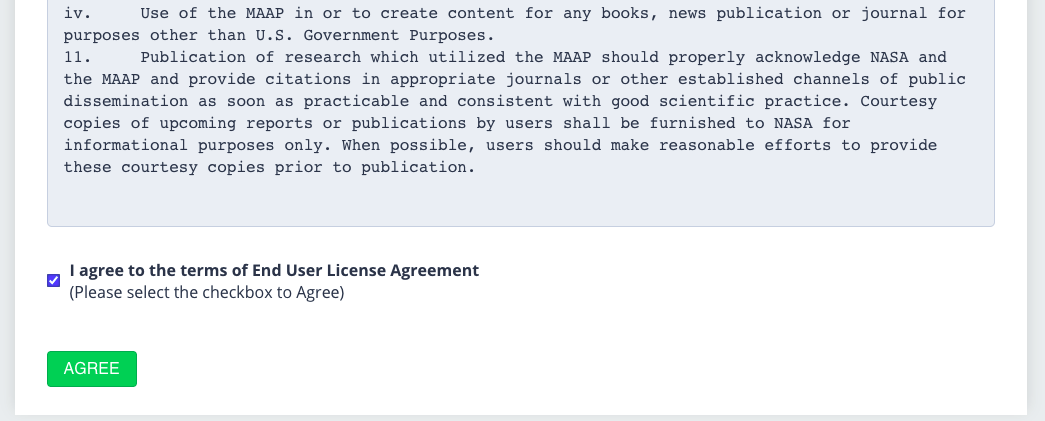 iv. Use of the MAAP in or to create content for any books, news publication or journal for
purposes other than U.S. Government Purposes.
11. Publication of research which utilized the MAAP should properly acknowledge NASA and
the MAAP and provide citations in appropriate journals or other established channels of public
dissemination as soon as practicable and consistent with good scientific practice. Courtesy
copies of upcoming reports or publications by users shall be furnished to NASA for
informational purposes only. When possible, users should make reasonable efforts to provide
these courtesy copies prior to publication.
I agree to the terms of End User License Agreement
(Please select the checkbox to Agree)
AGREE